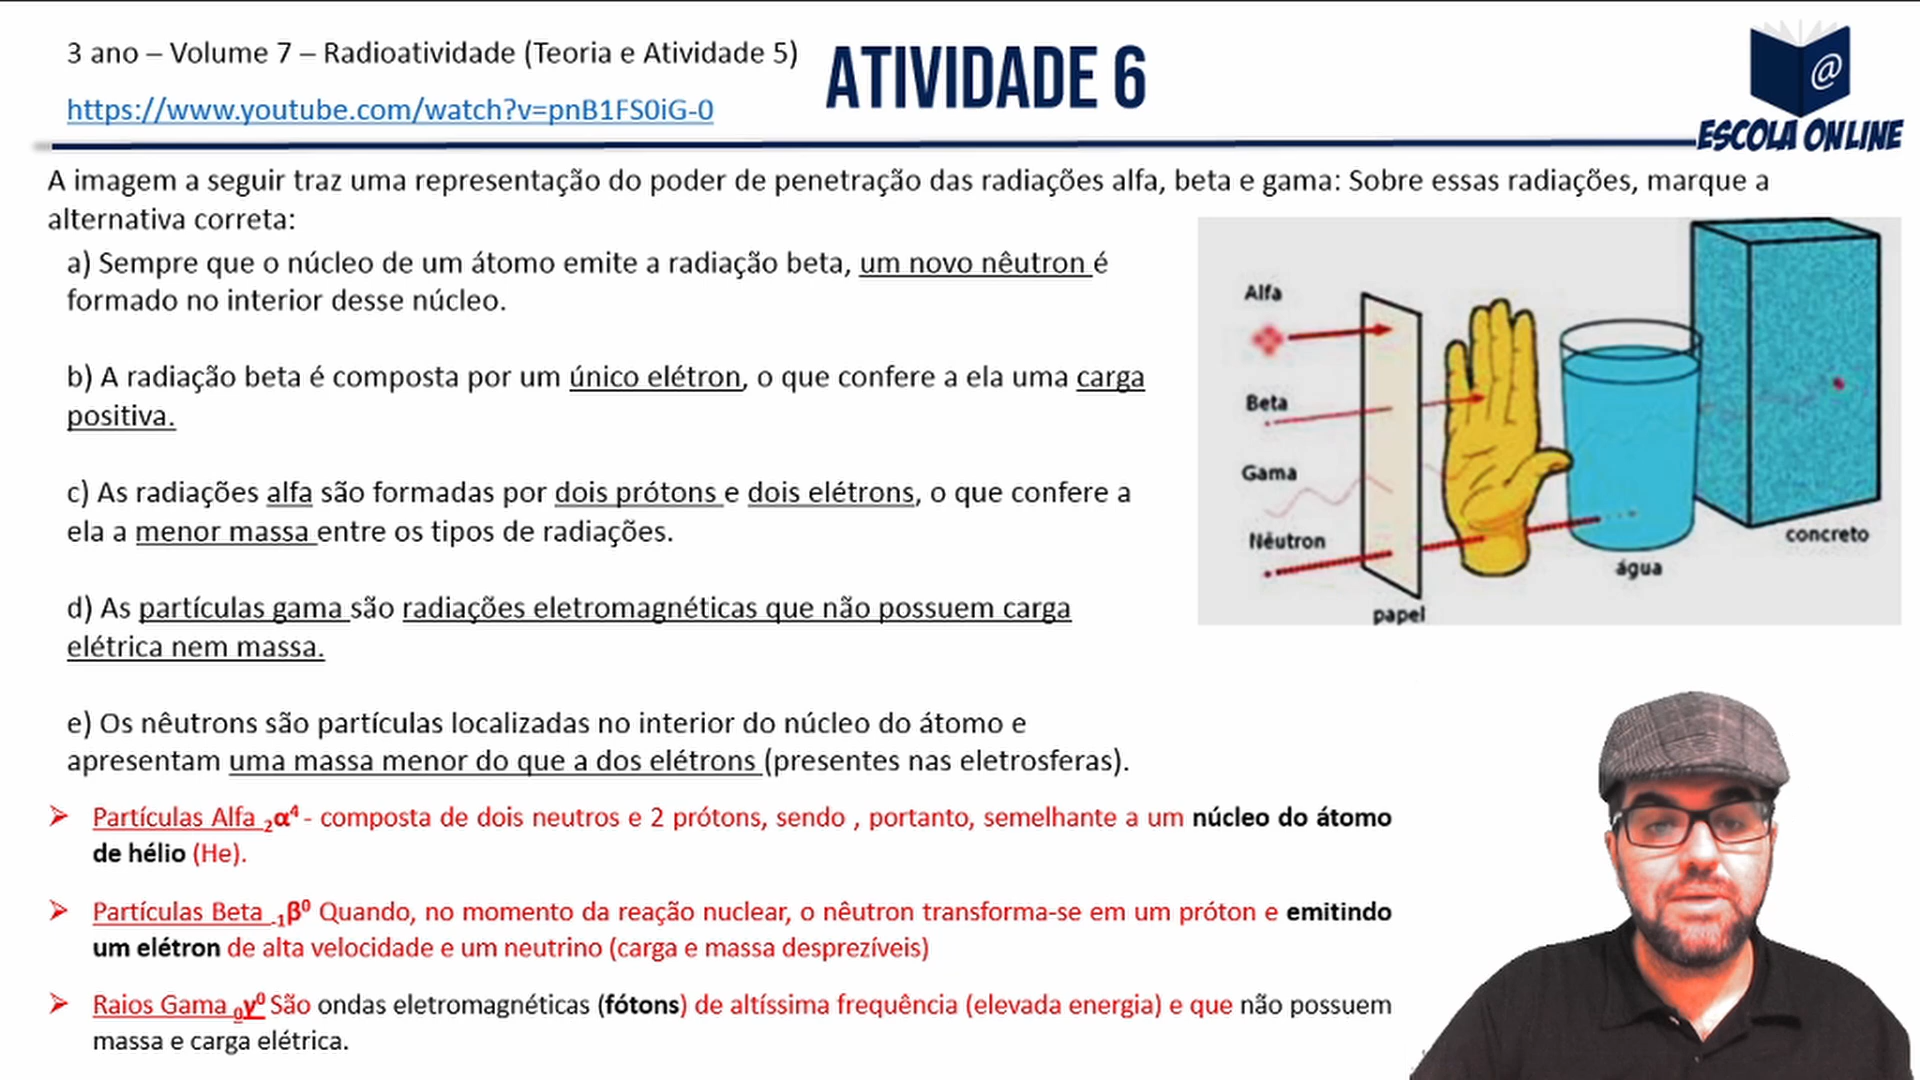 3 ano – Volume 7 – Radioatividade (Teoria e Atividade 5)
https://www.youtube.com/watch?v=pnB1FS0iG-0
ATIVIDADE 6
@
ESCOLA ONLINE
A imagem a seguir traz uma representação do poder de penetração das radiações alfa, beta e gama: Sobre essas radiações, marque a
alternativa correta:
a) Sempre que o núcleo de um átomo emite a radiação beta, um novo nêutron é
formado no interior desse núcleo.
b) A radiação beta é composta por um único elétron, o que confere a ela uma carga
positiva.
c) As radiações alfa são formadas por dois prótons e dois elétrons, o que confere a
ela a menor massa entre os tipos de radiações.
d) As partículas gama são radiações eletromagnéticas que não possuem carga
elétrica nem massa.
e) Os nêutrons são partículas localizadas no interior do núcleo do átomo e
apresentam uma massa menor do que a dos elétrons (presentes nas eletrosferas).
Alfa
Beta
Gama
Nêutron
papel
água
concreto
➢ Partículas Alfa ₂α⁴ - composta de dois neutros e 2 prótons, sendo , portanto, semelhante a um núcleo do átomo
de hélio (He).
➢ Partículas Beta ₋₁β⁰ Quando, no momento da reação nuclear, o nêutron transforma-se em um próton e emitindo
um elétron de alta velocidade e um neutrino (carga e massa desprezíveis)
➢ Raios Gama ₀γ⁰ São ondas eletromagnéticas (fótons) de altíssima frequência (elevada energia) e que não possuem
massa e carga elétrica.